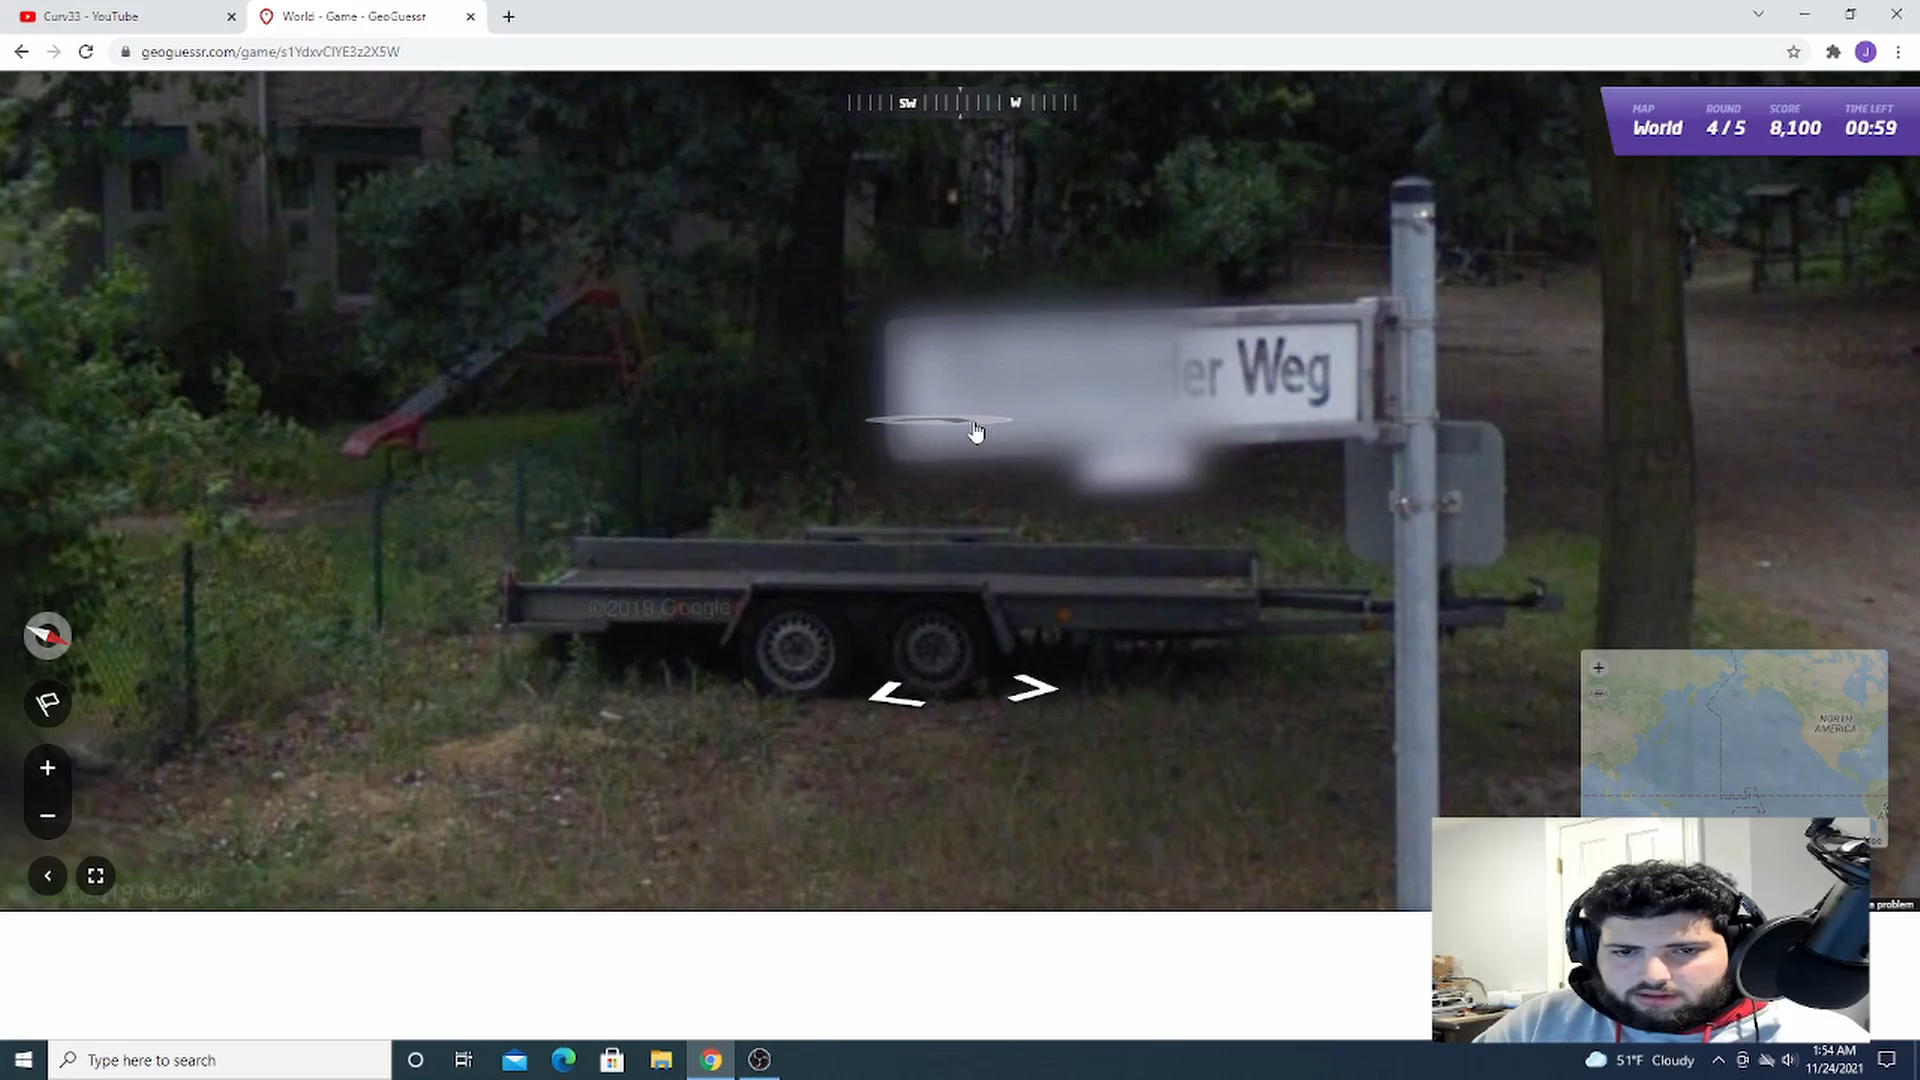 Curv33 - YouTube
World - Game - GeoGuessr
geoguessr.com/game/s1YdxvClYE3z2X5W
J
SW
W
MAP
World
ROUND
4 / 5
SCORE
8,100
TIME LEFT
00:59
Weg
©2019 Google
NORTH
AMERICA
Google
a problem
Type here to search
51°F Cloudy
1:54 AM
11/24/2021